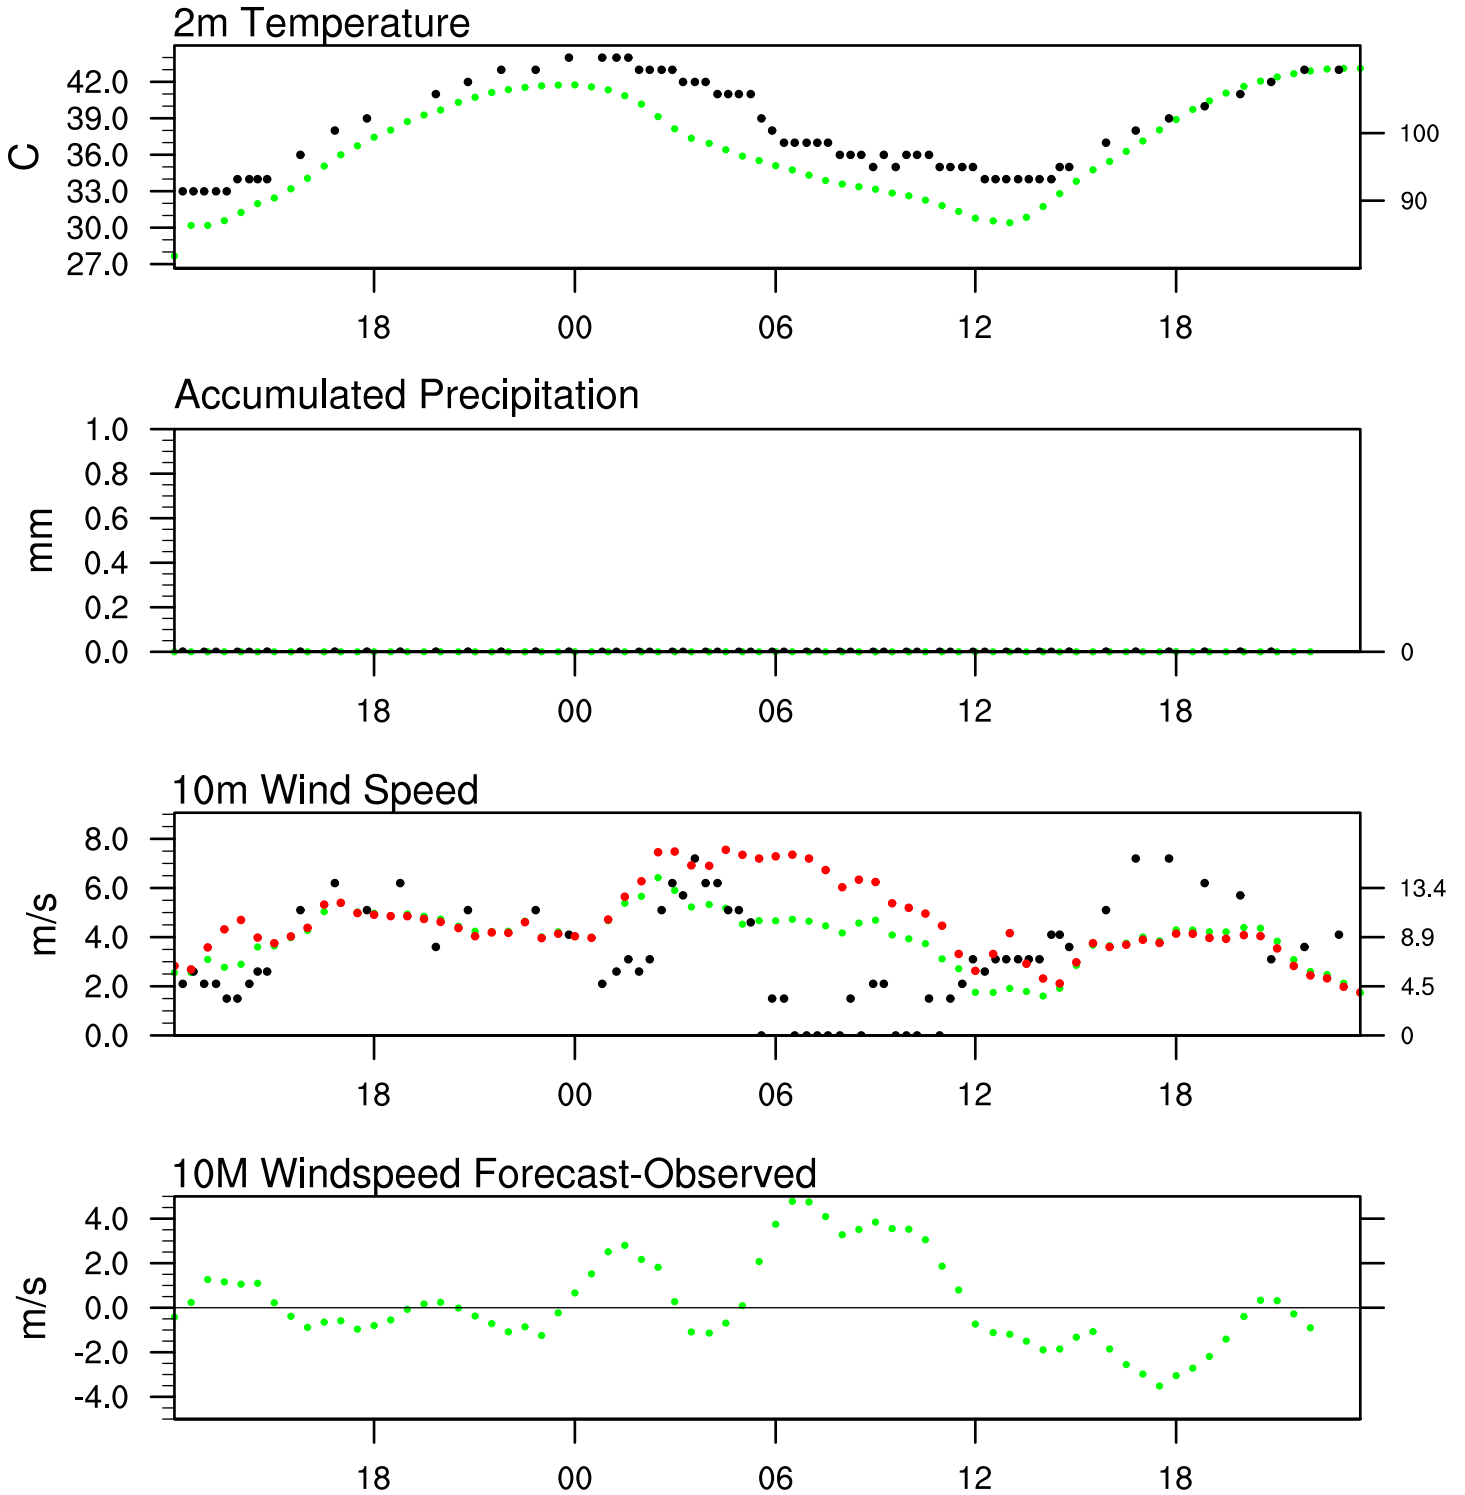 2m Temperature
42.0
39.0
36.0
33.0
30.0
27.0
C
100
90
18 00 06 12 18
Accumulated Precipitation
1.0
0.8
0.6
0.4
0.2
0.0
mm
0
18 00 06 12 18
10m Wind Speed
8.0
6.0
4.0
2.0
0.0
m/s
13.4
8.9
4.5
0
18 00 06 12 18
10M Windspeed Forecast-Observed
4.0
2.0
0.0
-2.0
-4.0
m/s
18 00 06 12 18